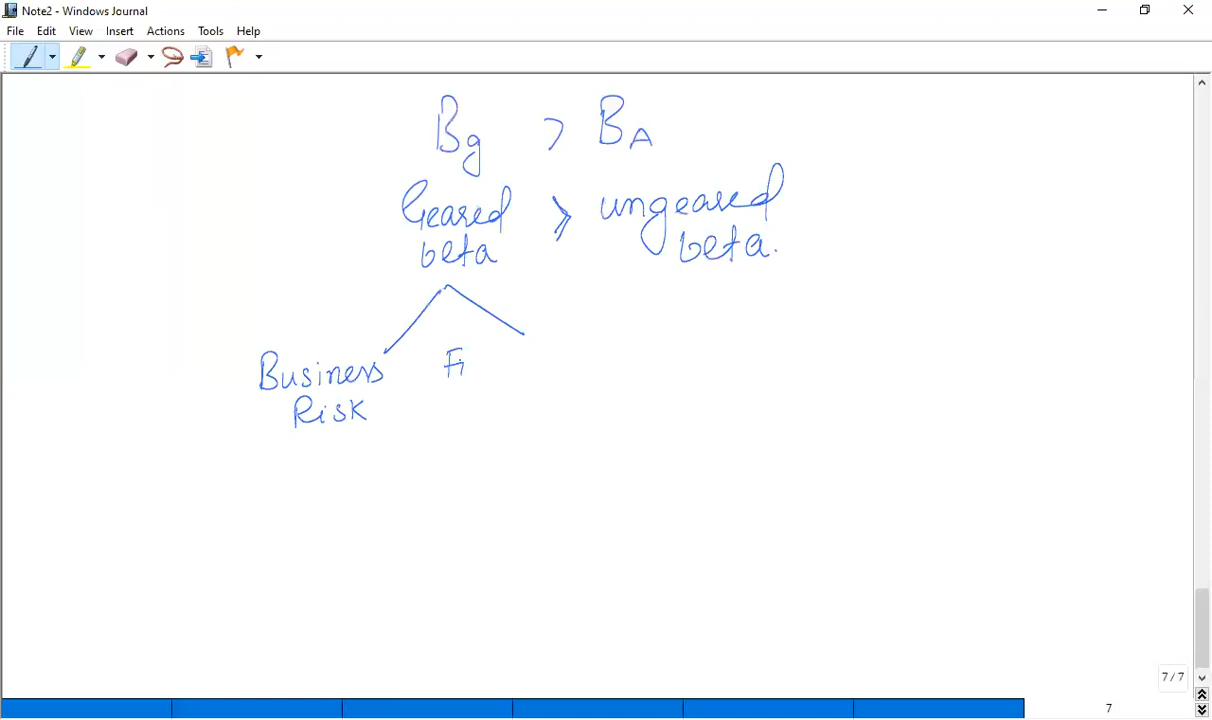 Note2 - Windows Journal
File Edit View Insert Actions Tools Help
Bg > BA
Geared > ungeared
beta beta.
Business Fi
Risk
7 / 7
7